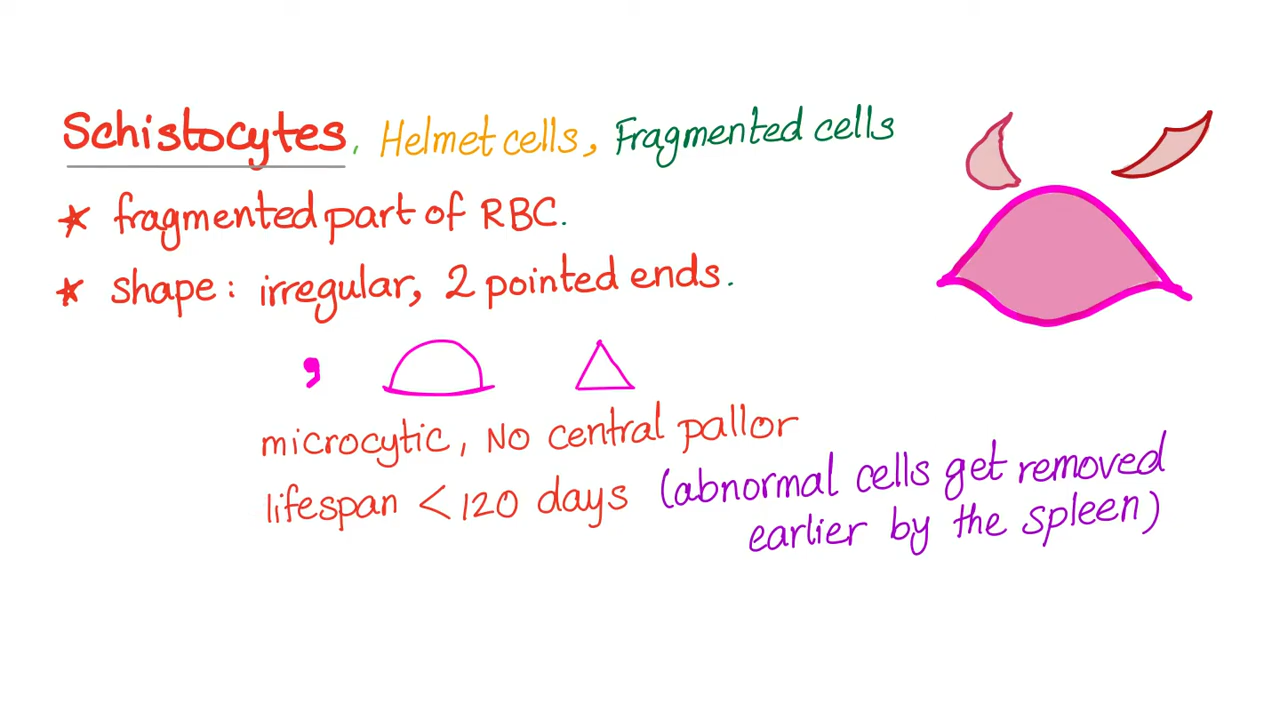 Schistocytes, Helmet cells, Fragmented cells
* fragmented part of RBC.
* shape: irregular, 2 pointed ends.
microcytic, No central pallor
lifespan < 120 days (abnormal cells get removed
earlier by the spleen)